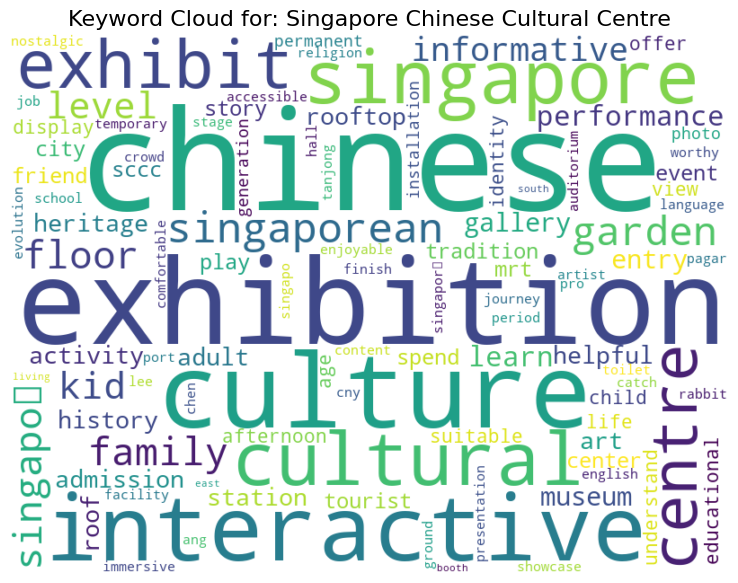 Keyword Cloud for: Singapore Chinese Cultural Centre
nostalgic permanent religion informative offer
exhibit singapore
job level story accessible rooftop performance
display temporary stage generation hall tanjong installation identity auditorium photo
city crowd chinese worthy
friend sccc south event view
school language
evolution heritage singaporean gallery garden
floor comfortable play enjoyable tradition mrt entry pagar
singapo finish singapor▯ artist
exhibition journey pro
period
activity port adult age content spend learn helpful
living lee kid chen culture cny toilet catch
child rabbit centre
singapo▯ history life
family afternoon suitable art
cultural center
admission english understand educational
roof facility east station tourist presentation museum
interactive
ang ground
immersive booth showcase